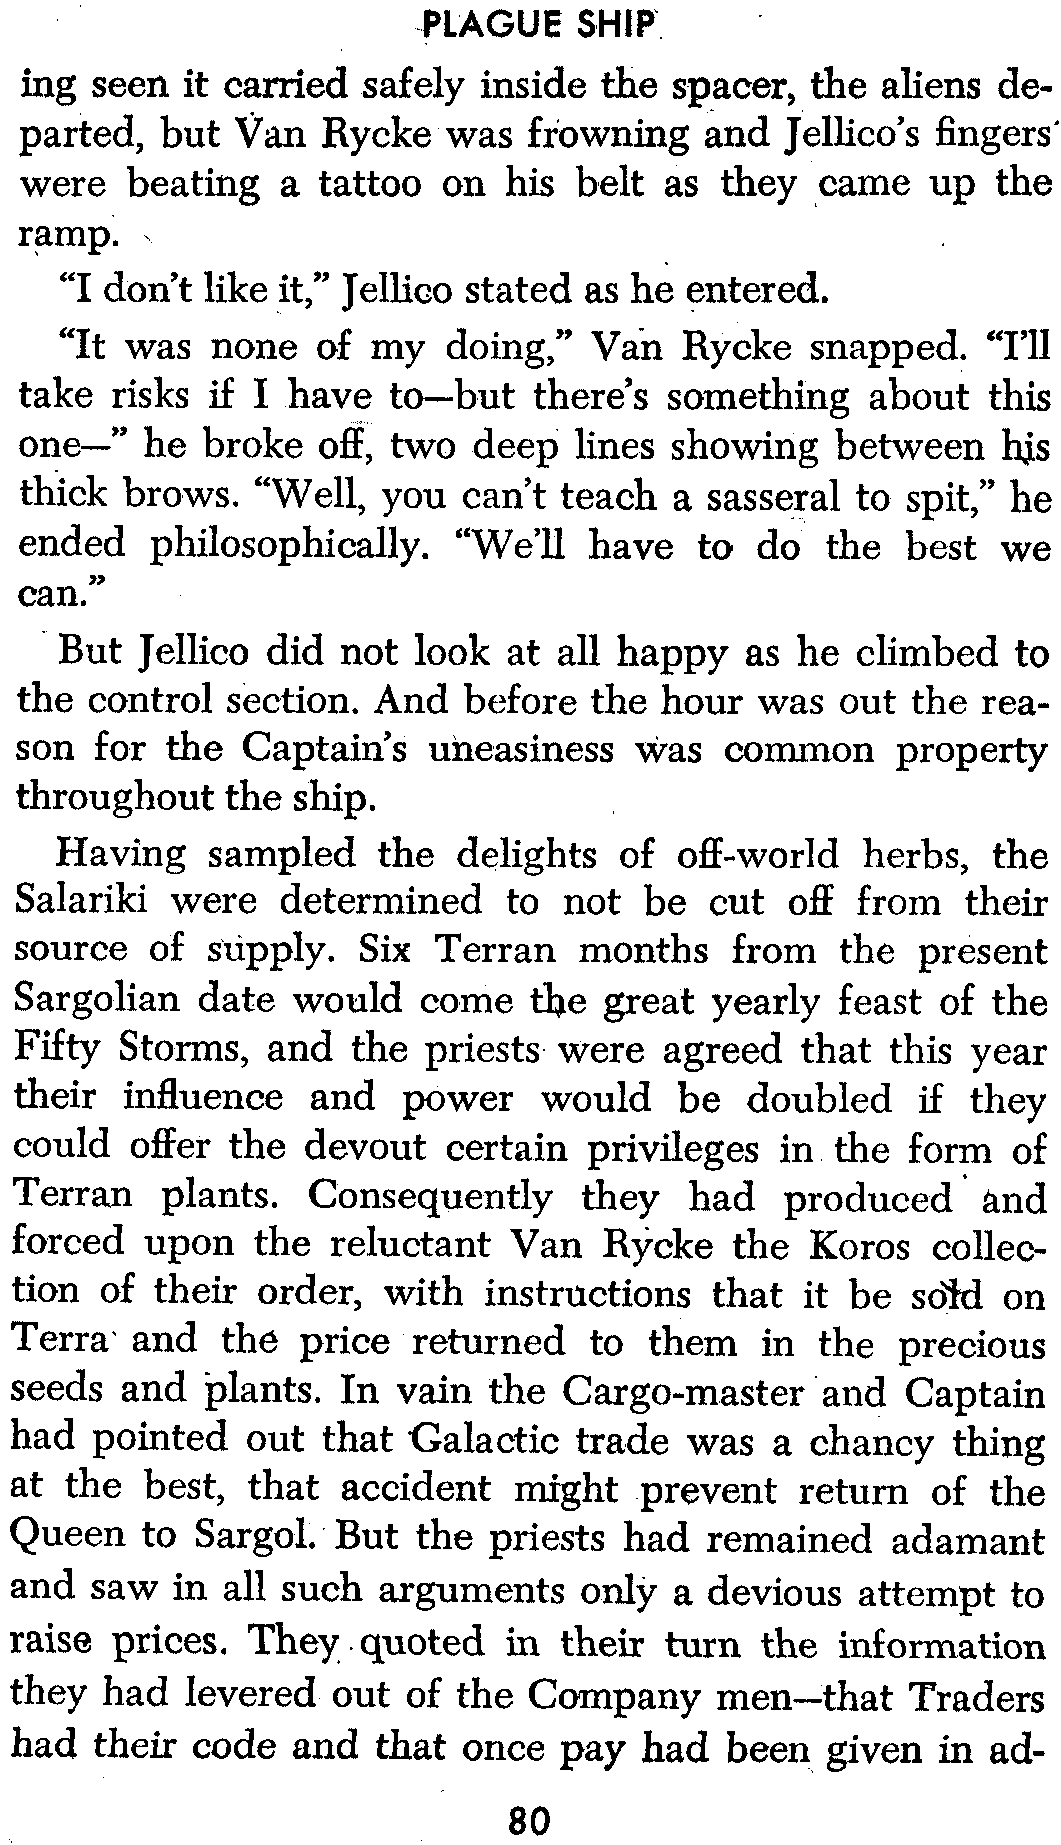 PLAGUE SHIP
ing seen it carried safely inside the spacer, the aliens de-
parted, but Van Rycke was frowning and Jellico's fingers
were beating a tattoo on his belt as they came up the
ramp.
“I don't like it,” Jellico stated as he entered.
“It was none of my doing,” Van Rycke snapped. “I'll
take risks if I have to—but there's something about this
one—” he broke off, two deep lines showing between his
thick brows. “Well, you can't teach a sasseral to spit,” he
ended philosophically. “We'll have to do the best we
can.”
But Jellico did not look at all happy as he climbed to
the control section. And before the hour was out the rea-
son for the Captain's uneasiness was common property
throughout the ship.
Having sampled the delights of off-world herbs, the
Salariki were determined to not be cut off from their
source of supply. Six Terran months from the present
Sargolian date would come the great yearly feast of the
Fifty Storms, and the priests were agreed that this year
their influence and power would be doubled if they
could offer the devout certain privileges in the form of
Terran plants. Consequently they had produced and
forced upon the reluctant Van Rycke the Koros collec-
tion of their order, with instructions that it be sold on
Terra and the price returned to them in the precious
seeds and plants. In vain the Cargo-master and Captain
had pointed out that Galactic trade was a chancy thing
at the best, that accident might prevent return of the
Queen to Sargol. But the priests had remained adamant
and saw in all such arguments only a devious attempt to
raise prices. They quoted in their turn the information
they had levered out of the Company men—that Traders
had their code and that once pay had been given in ad-
80